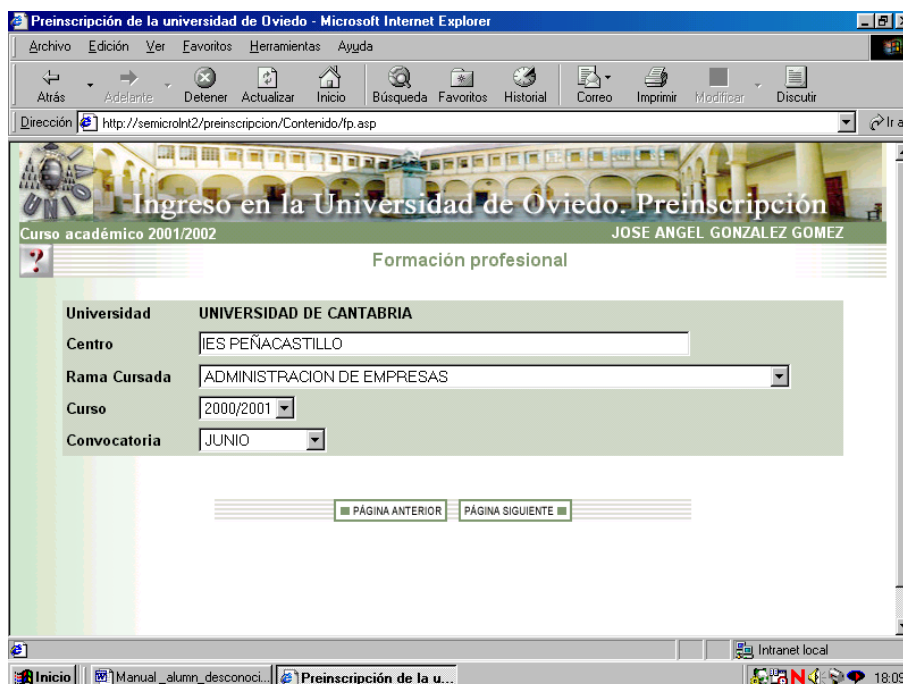 Preinscripción de la universidad de Oviedo - Microsoft Internet Explorer
Archivo Edición Ver Favoritos Herramientas Ayuda
Atrás Adelante Detener Actualizar Inicio Búsqueda Favoritos Historial Correo Imprimir Modificar Discutir
Dirección http://semicroInt2/preinscripcion/Contenido/fp.asp Ir a
UNIO
Ingreso en la Universidad de Oviedo. Preinscripción
Curso académico 2001/2002 JOSE ANGEL GONZALEZ GOMEZ
? Formación profesional
Universidad UNIVERSIDAD DE CANTABRIA
Centro IES PEÑACASTILLO
Rama Cursada ADMINISTRACION DE EMPRESAS
Curso 2000/2001
Convocatoria JUNIO
PÁGINA ANTERIOR PÁGINA SIGUIENTE
Intranet local
Inicio Manual_alumn_desconoci... Preinscripción de la u... N 18:09